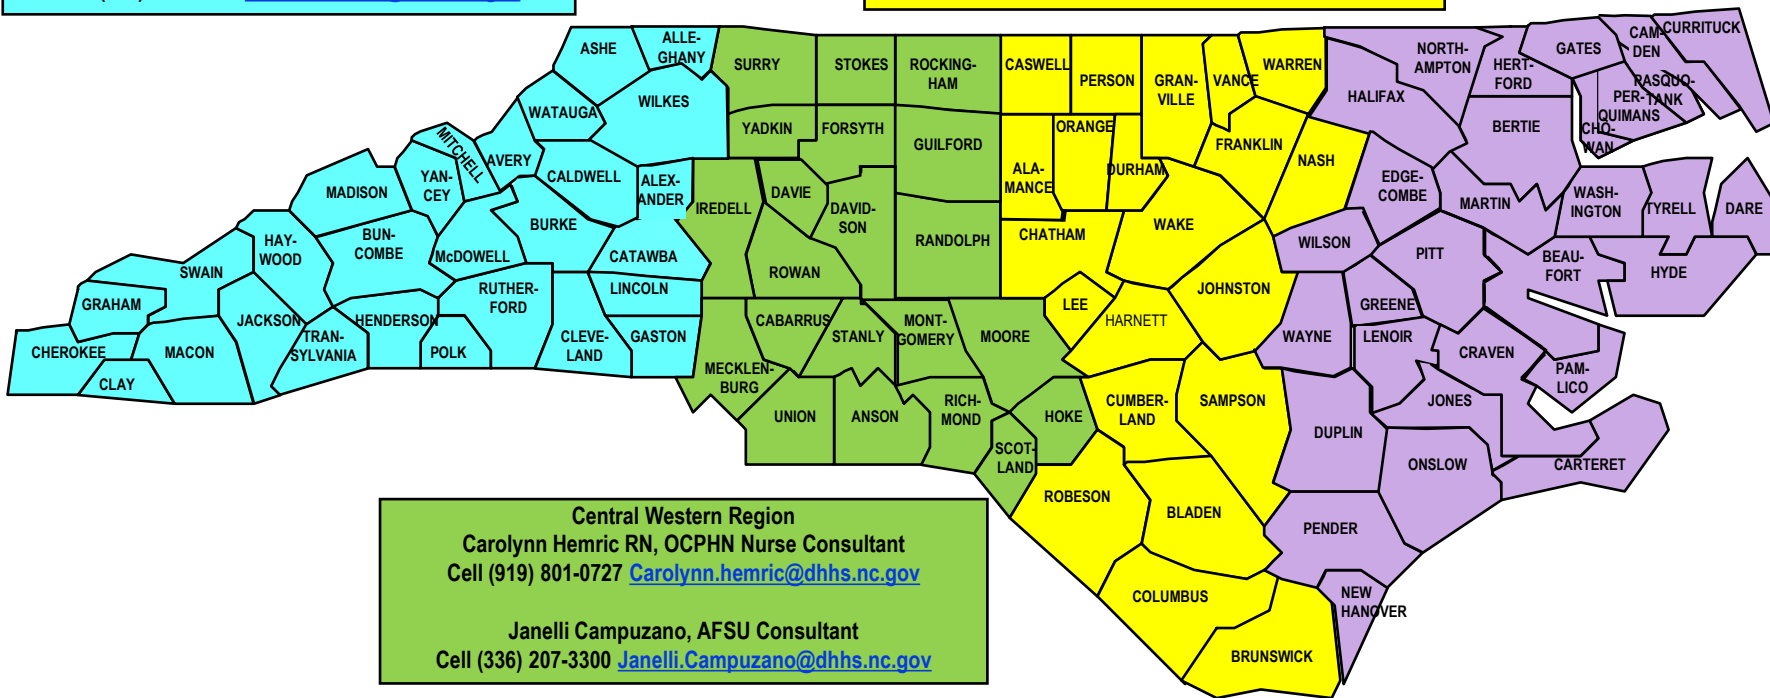 ASHE
ALLE-
GHANY
SURRY
STOKES
ROCKING-
HAM
CASWELL
PERSON
GRAN-
VILLE
VANCE
WARREN
NORTH-
AMPTON
HERT-
FORD
GATES
CAM-
DEN
CURRITUCK
PASQUO-
TANK
PER-
QUIMANS
CHO-
WAN
WATAUGA
WILKES
YADKIN
FORSYTH
GUILFORD
ALA-
MANCE
ORANGE
DURHAM
FRANKLIN
NASH
HALIFAX
BERTIE
MITCHELL
AVERY
YAN-
CEY
MADISON
CALDWELL
ALEX-
ANDER
IREDELL
DAVIE
DAVID-
SON
RANDOLPH
CHATHAM
WAKE
EDGE-
COMBE
MARTIN
WASH-
INGTON
TYRELL
DARE
HAY-
WOOD
BUN-
COMBE
McDOWELL
BURKE
CATAWBA
ROWAN
WILSON
PITT
BEAU-
FORT
HYDE
SWAIN
GRAHAM
RUTHER-
FORD
LINCOLN
LEE
HARNETT
JOHNSTON
GREENE
CHEROKEE
CLAY
MACON
JACKSON
TRAN-
SYLVANIA
HENDERSON
POLK
CLEVE-
LAND
GASTON
CABARRUS
STANLY
MONT-
GOMERY
MOORE
WAYNE
LENOIR
CRAVEN
PAM-
LICO
MECKLEN-
BURG
UNION
ANSON
RICH-
MOND
HOKE
SCOT-
LAND
CUMBER-
LAND
SAMPSON
DUPLIN
JONES
ONSLOW
CARTERET
ROBESON
BLADEN
PENDER
COLUMBUS
NEW
HANOVER
BRUNSWICK
Central Western Region
Carolynn Hemric RN, OCPHN Nurse Consultant
Cell (919) 801-0727 Carolynn.hemric@dhhs.nc.gov
Janelli Campuzano, AFSU Consultant
Cell (336) 207-3300 Janelli.Campuzano@dhhs.nc.gov